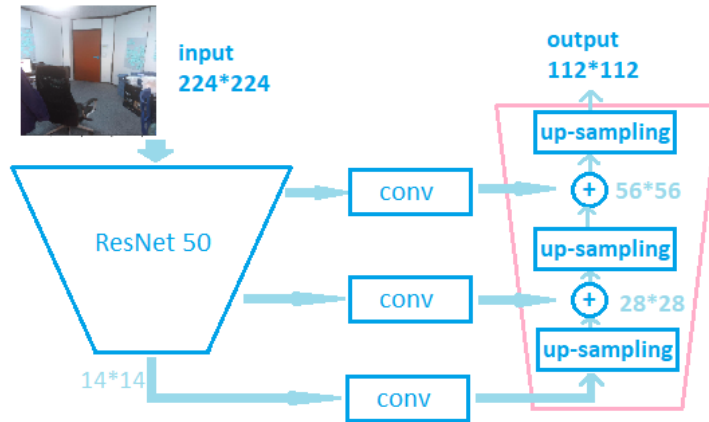 input
224*224
output
112*112
up-sampling
conv
+
56*56
ResNet 50
up-sampling
conv
+
28*28
up-sampling
14*14
conv